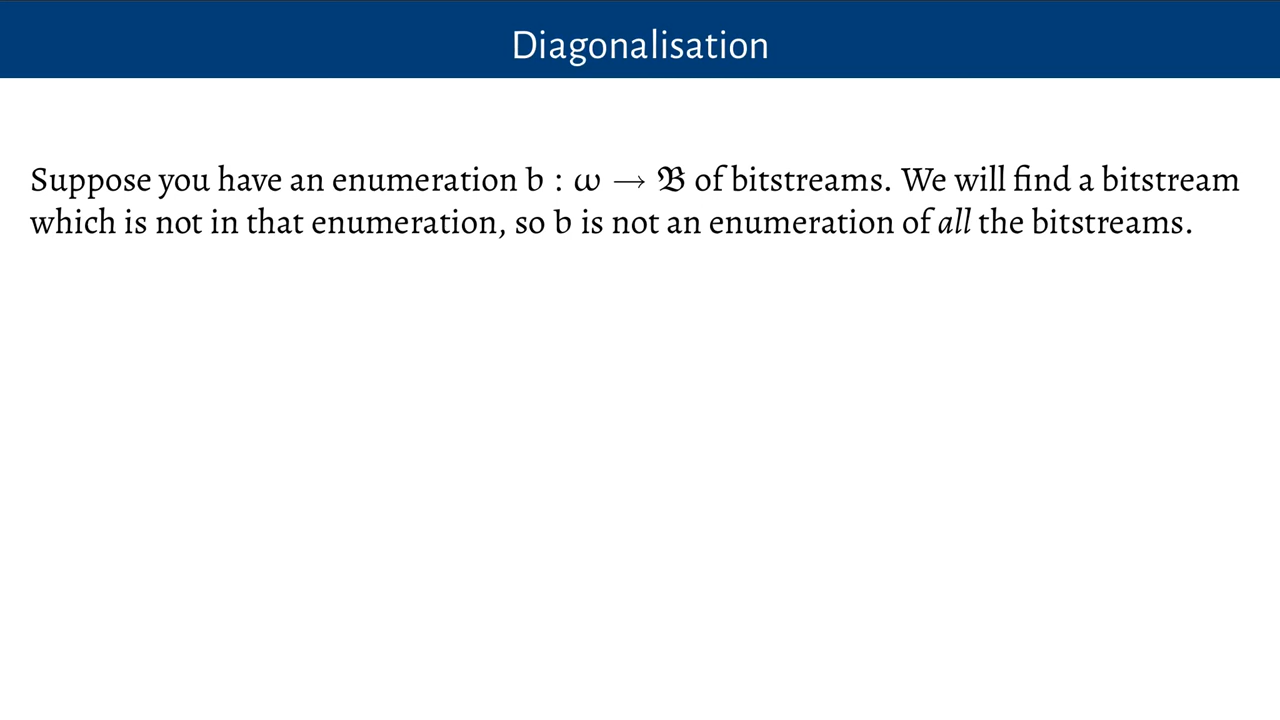 Diagonalisation
Suppose you have an enumeration b : ω → 𝔅 of bitstreams. We will find a bitstream
which is not in that enumeration, so b is not an enumeration of all the bitstreams.